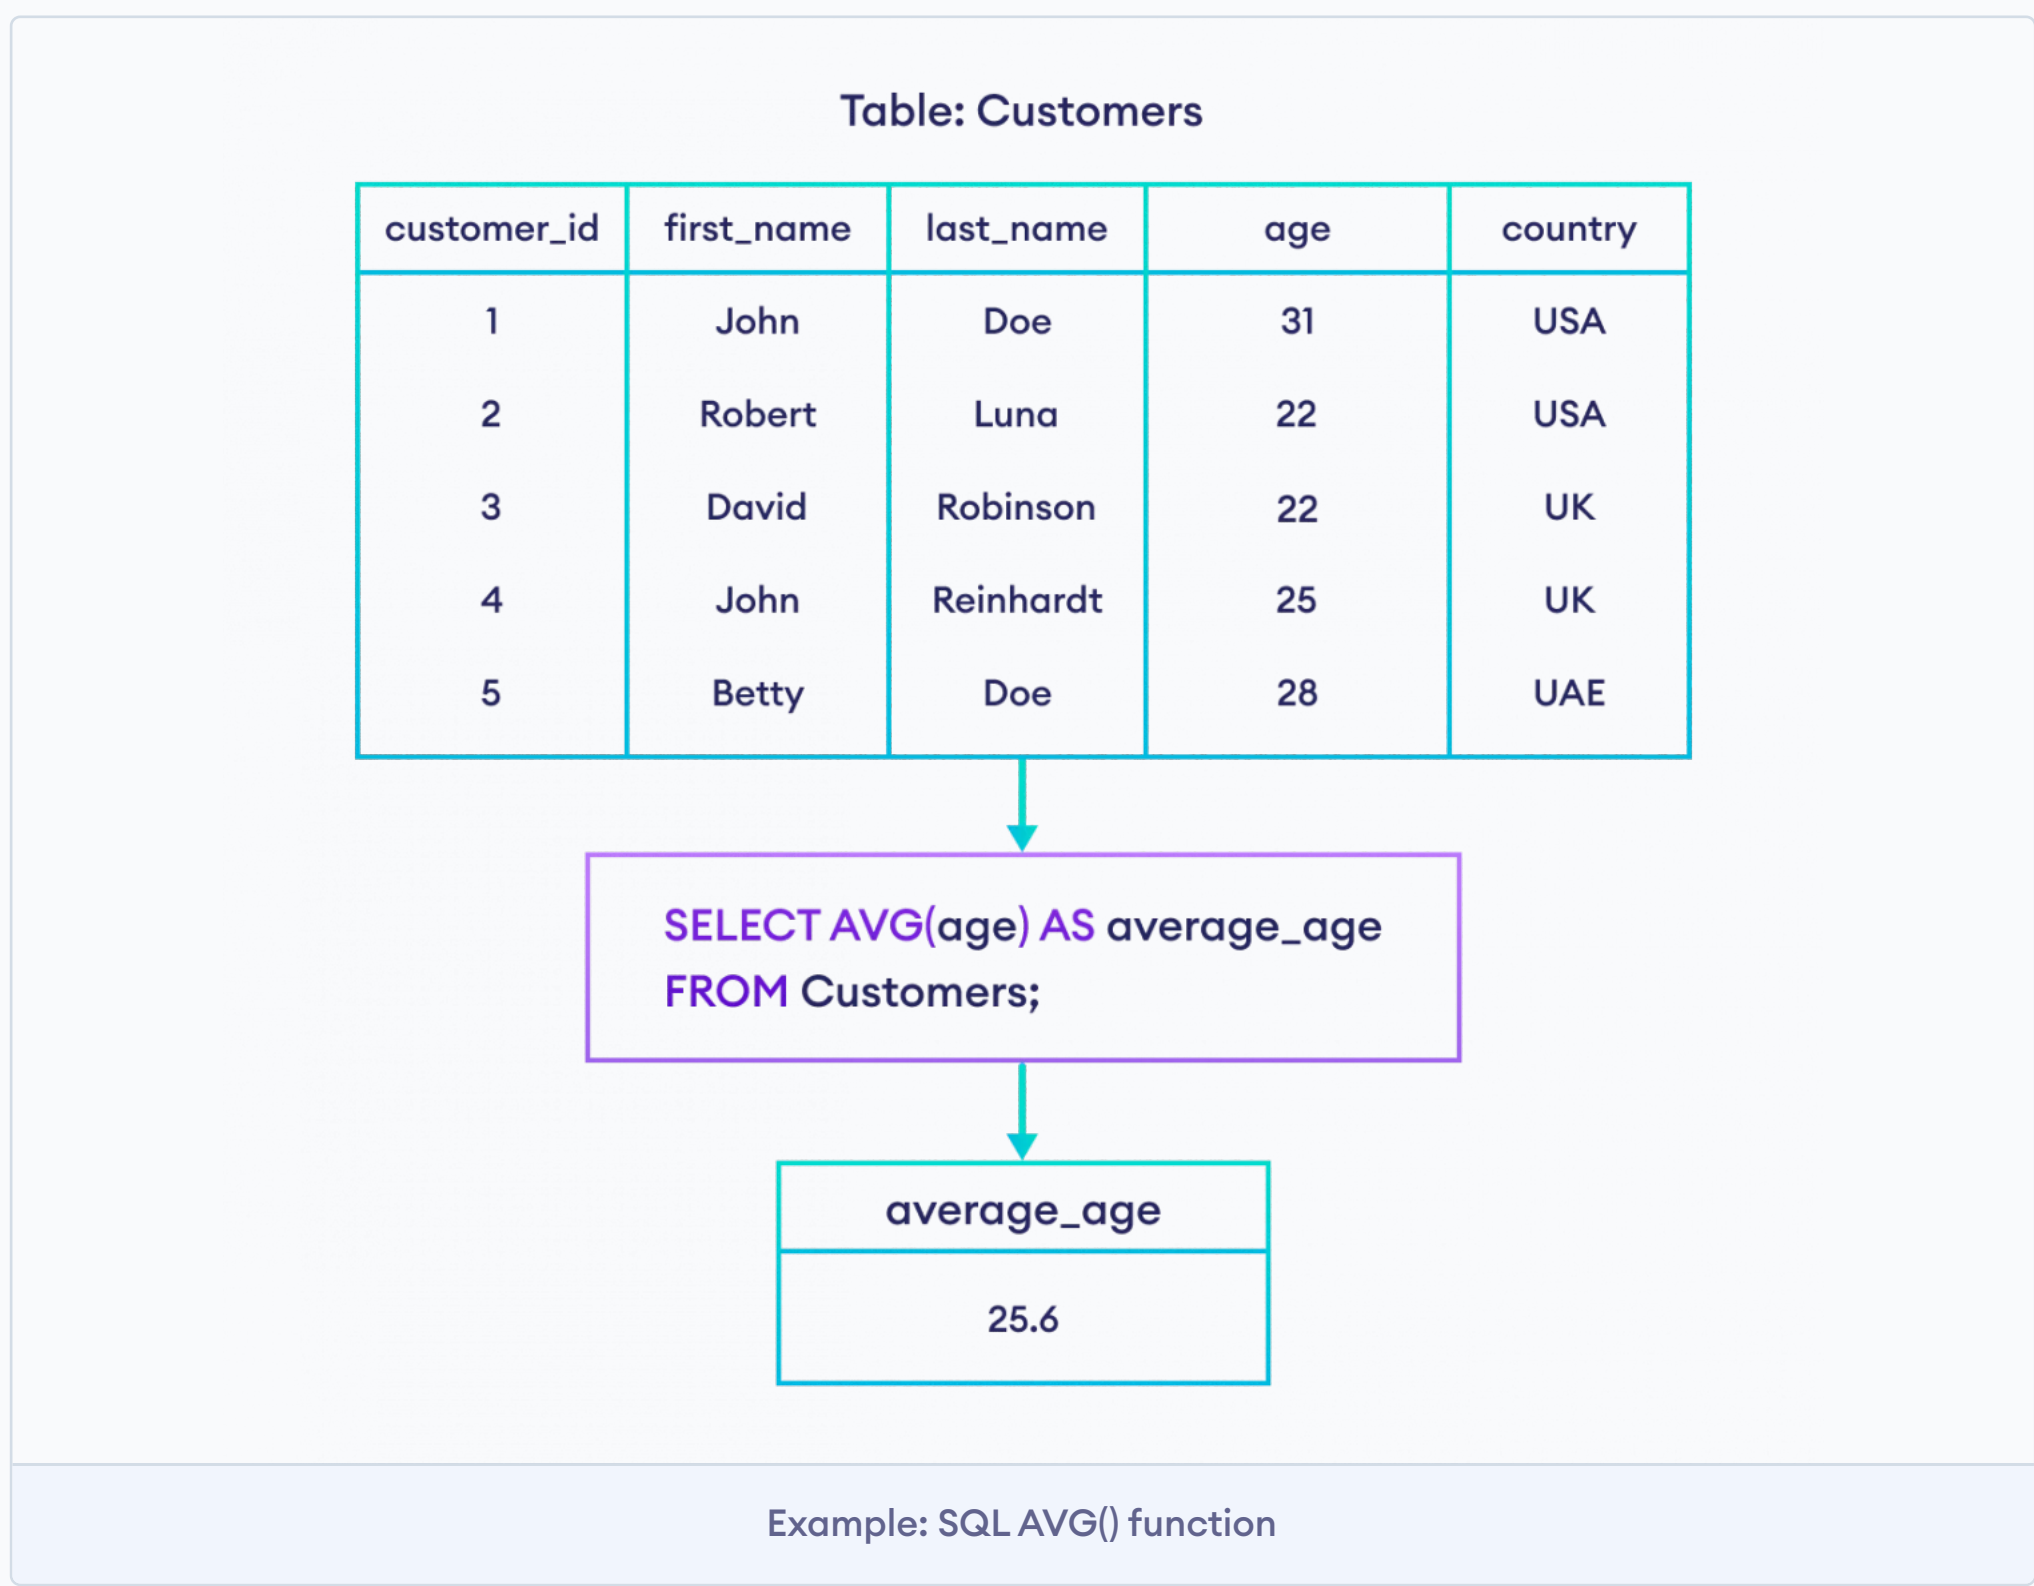 Table: Customers
customer_id first_name last_name age country
1 John Doe 31 USA
2 Robert Luna 22 USA
3 David Robinson 22 UK
4 John Reinhardt 25 UK
5 Betty Doe 28 UAE
SELECT AVG(age) AS average_age
FROM Customers;
average_age
25.6
Example: SQL AVG() function